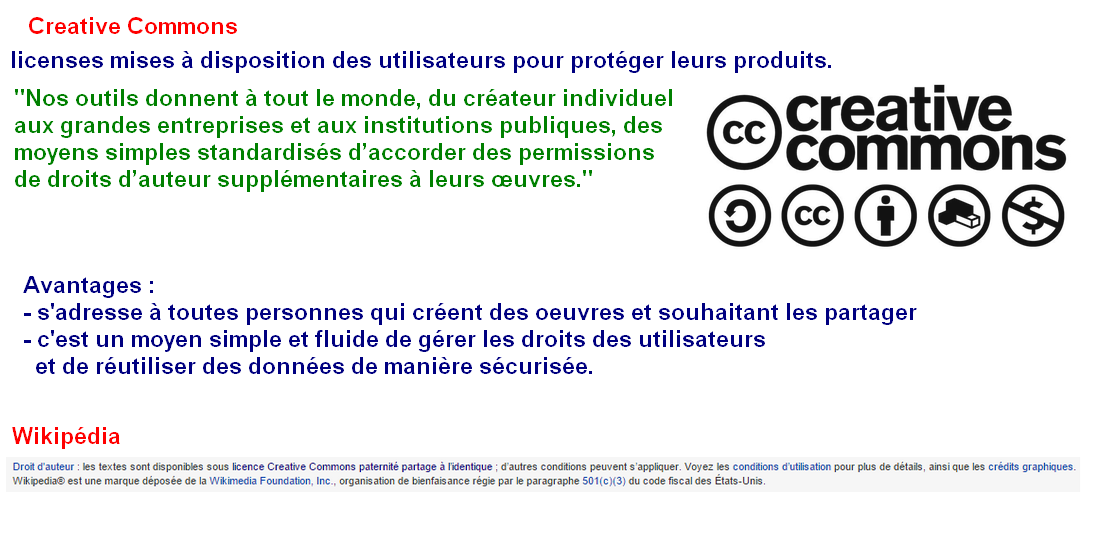 Creative Commons
licenses mises à disposition des utilisateurs pour protéger leurs produits.
"Nos outils donnent à tout le monde, du créateur individuel
aux grandes entreprises et aux institutions publiques, des
moyens simples standardisés d’accorder des permissions
de droits d’auteur supplémentaires à leurs œuvres."
cc creative
commons
cc
$
Avantages :
- s'adresse à toutes personnes qui créent des oeuvres et souhaitant les partager
- c'est un moyen simple et fluide de gérer les droits des utilisateurs
et de réutiliser des données de manière sécurisée.
Wikipédia
Droit d'auteur : les textes sont disponibles sous licence Creative Commons paternité partage à l’identique ; d’autres conditions peuvent s’appliquer. Voyez les conditions d’utilisation pour plus de détails, ainsi que les crédits graphiques.
Wikipedia® est une marque déposée de la Wikimedia Foundation, Inc., organisation de bienfaisance régie par le paragraphe 501(c)(3) du code fiscal des États-Unis.